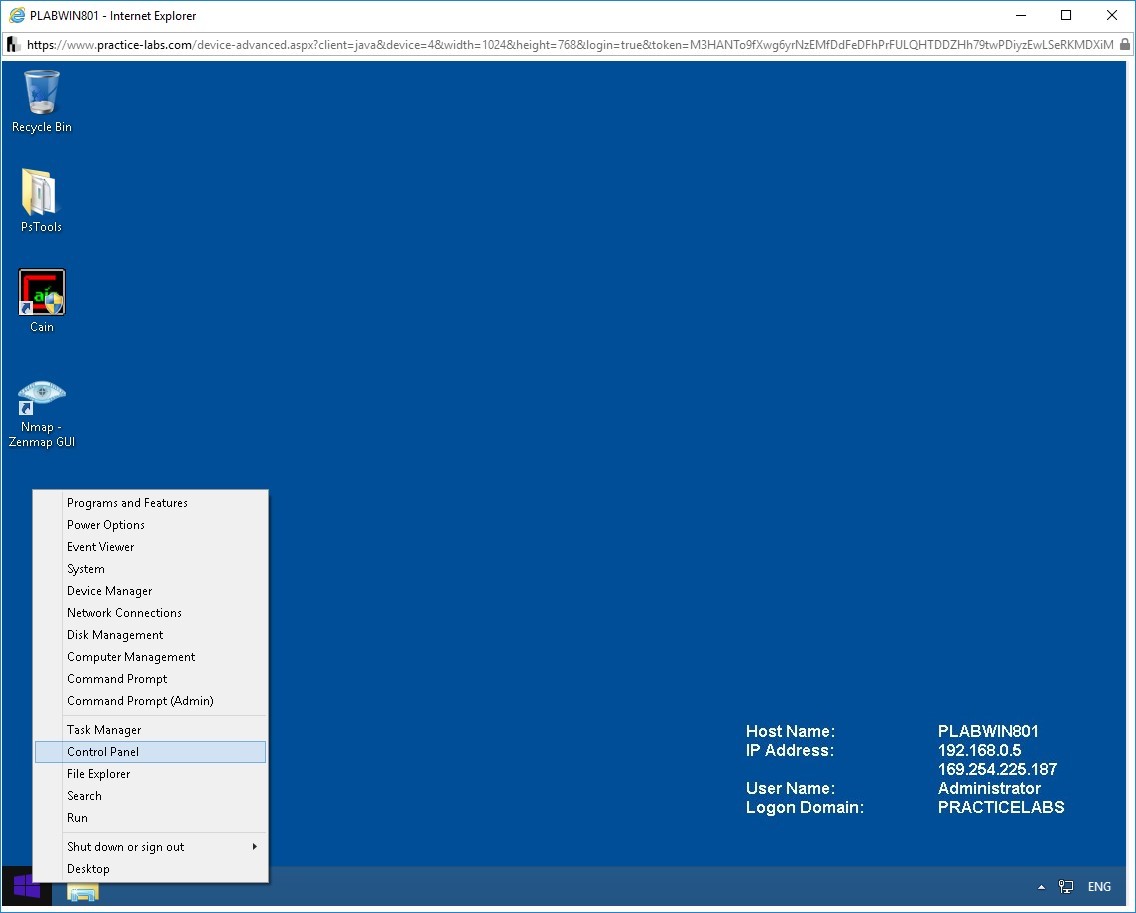 PLABWIN801 - Internet Explorer
https://www.practice-labs.com/device-advanced.aspx?client=java&device=4&width=1024&height=768&login=true&token=M3HANTo9fXwg6yrNzEMfDdFeDFhPrFULQHTDDZHh79twPDiyzEwLSeRKMDXiM
Recycle Bin
PsTools
Cain
Nmap -
Zenmap GUI
Programs and Features
Power Options
Event Viewer
System
Device Manager
Network Connections
Disk Management
Computer Management
Command Prompt
Command Prompt (Admin)
Task Manager
Control Panel
File Explorer
Search
Run
Shut down or sign out
Desktop
Host Name: PLABWIN801
IP Address: 192.168.0.5
169.254.225.187
User Name: Administrator
Logon Domain: PRACTICELABS
ENG